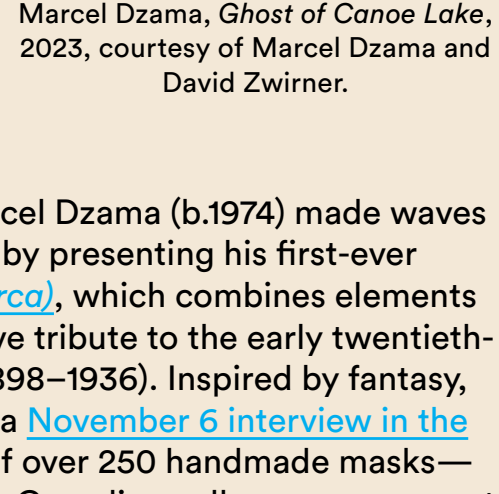 Marcel Dzama, Ghost of Canoe Lake,
2023, courtesy of Marcel Dzama and
David Zwirner.
cel Dzama (b.1974) made waves
by presenting his first-ever
rca), which combines elements
ve tribute to the early twentieth-
898–1936). Inspired by fantasy,
a November 6 interview in the
f over 250 handmade masks—